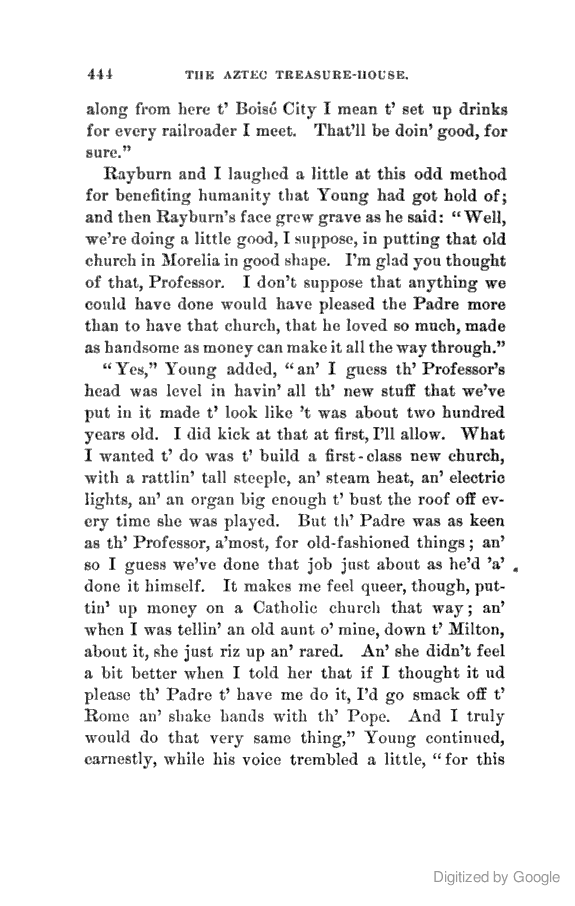 444 THE AZTEC TREASURE-HOUSE.
along from here t' Boisé City I mean t' set up drinks
for every railroader I meet. That'll be doin' good, for
sure."
Rayburn and I laughed a little at this odd method
for benefiting humanity that Young had got hold of;
and then Rayburn's face grew grave as he said: "Well,
we're doing a little good, I suppose, in putting that old
church in Morelia in good shape. I'm glad you thought
of that, Professor. I don't suppose that anything we
could have done would have pleased the Padre more
than to have that church, that he loved so much, made
as handsome as money can make it all the way through."
"Yes," Young added, "an' I guess th' Professor's
head was level in havin' all th' new stuff that we've
put in it made t' look like 't was about two hundred
years old. I did kick at that at first, I'll allow. What
I wanted t' do was t' build a first-class new church,
with a rattlin' tall steeple, an' steam heat, an' electric
lights, an' an organ big enough t' bust the roof off ev-
ery time she was played. But th' Padre was as keen
as th' Professor, a'most, for old-fashioned things; an'
so I guess we've done that job just about as he'd 'a'
done it himself. It makes me feel queer, though, put-
tin' up money on a Catholic church that way; an'
when I was tellin' an old aunt o' mine, down t' Milton,
about it, she just riz up an' rared. An' she didn't feel
a bit better when I told her that if I thought it ud
please th' Padre t' have me do it, I'd go smack off t'
Rome an' shake hands with th' Pope. And I truly
would do that very same thing," Young continued,
earnestly, while his voice trembled a little, "for this
Digitized by Google